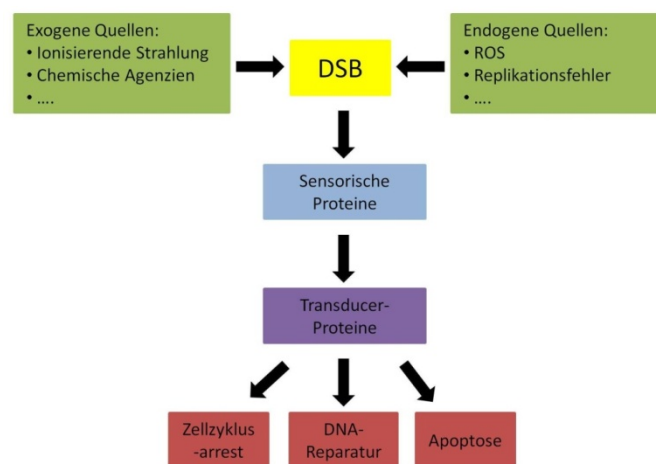 Exogene Quellen:
• Ionisierende Strahlung
• Chemische Agenzien
• ....
DSB
Endogene Quellen:
• ROS
• Replikationsfehler
• ....
Sensorische
Proteine
Transducer-
Proteine
Zellzyklus
-arrest
DNA-
Reparatur
Apoptose